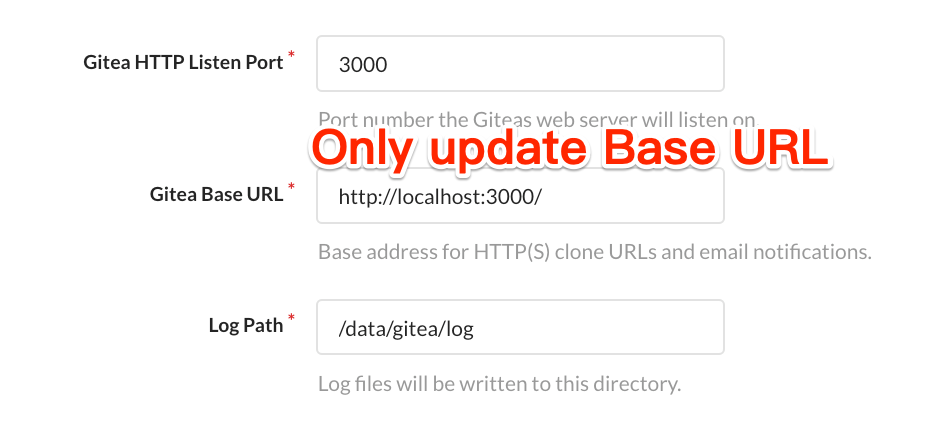 Gitea HTTP Listen Port *
3000
Port number the Giteas web server will listen on
Only update Base URL
Gitea Base URL *
http://localhost:3000/
Base address for HTTP(S) clone URLs and email notifications.
Log Path *
/data/gitea/log
Log files will be written to this directory.